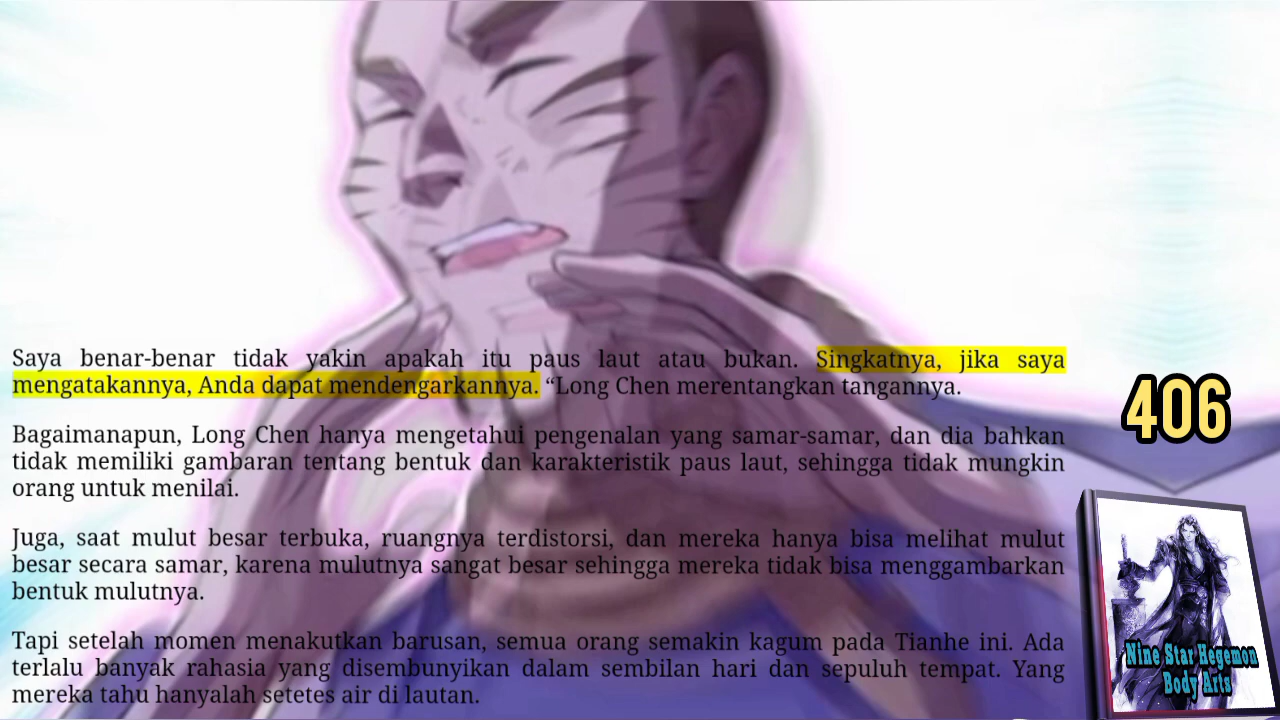 Saya benar-benar tidak yakin apakah itu paus laut atau bukan. Singkatnya, jika saya
mengatakannya, Anda dapat mendengarkannya. “Long Chen merentangkan tangannya.
Bagaimanapun, Long Chen hanya mengetahui pengenalan yang samar-samar, dan dia bahkan
tidak memiliki gambaran tentang bentuk dan karakteristik paus laut, sehingga tidak mungkin
orang untuk menilai.
Juga, saat mulut besar terbuka, ruangnya terdistorsi, dan mereka hanya bisa melihat mulut
besar secara samar, karena mulutnya sangat besar sehingga mereka tidak bisa menggambarkan
bentuk mulutnya.
Tapi setelah momen menakutkan barusan, semua orang semakin kagum pada Tianhe ini. Ada
terlalu banyak rahasia yang disembunyikan dalam sembilan hari dan sepuluh tempat. Yang
mereka tahu hanyalah setetes air di lautan.
406
Nine Star Hegemon
Body Arts